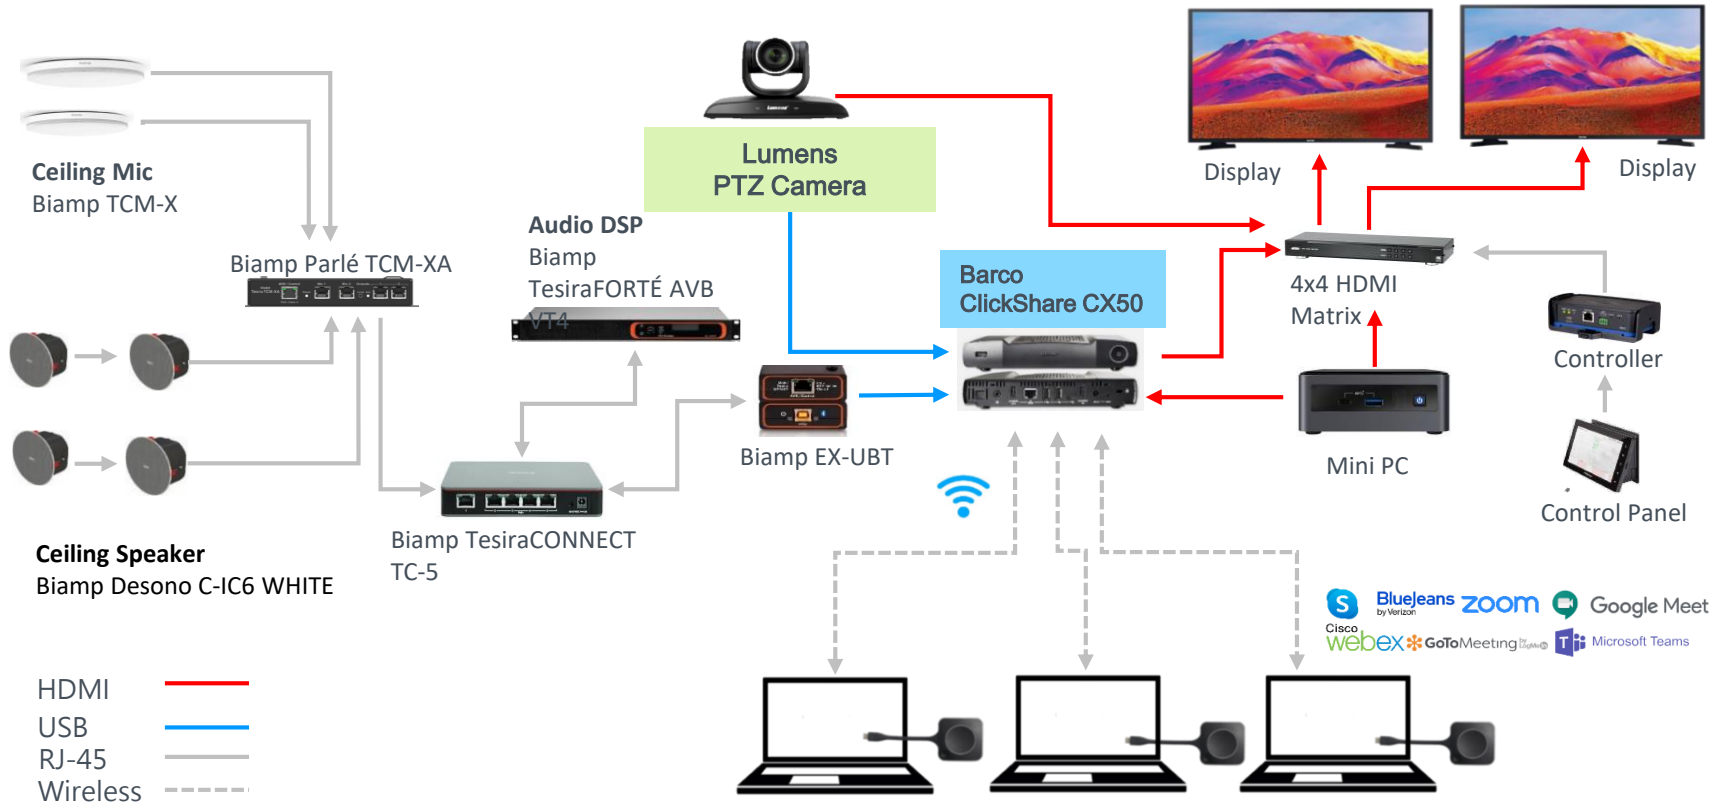 Ceiling Mic
Biamp TCM-X
Lumens
PTZ Camera
Display
Display
Audio DSP
Biamp
TesiraFORTÉ AVB
VT4
Biamp Parlé TCM-XA
Barco
ClickShare CX50
4x4 HDMI
Matrix
Controller
Biamp EX-UBT
Mini PC
Control Panel
Biamp TesiraCONNECT
TC-5
Ceiling Speaker
Biamp Desono C-IC6 WHITE
BlueJeans
by Verizon
zoom
Google Meet
Cisco
webex
GoToMeeting
by LogMeIn
Microsoft Teams
HDMI
USB
RJ-45
Wireless